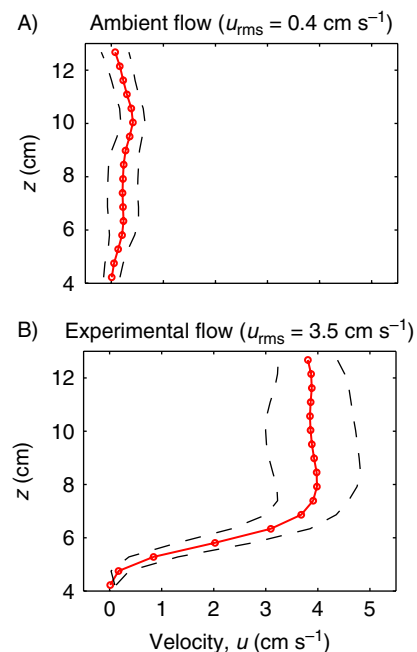 A) Ambient flow (u_rms = 0.4 cm s⁻¹)
12
10
8
6
4
z (cm)
B) Experimental flow (u_rms = 3.5 cm s⁻¹)
12
10
8
6
4
z (cm)
0 1 2 3 4 5
Velocity, u (cm s⁻¹)